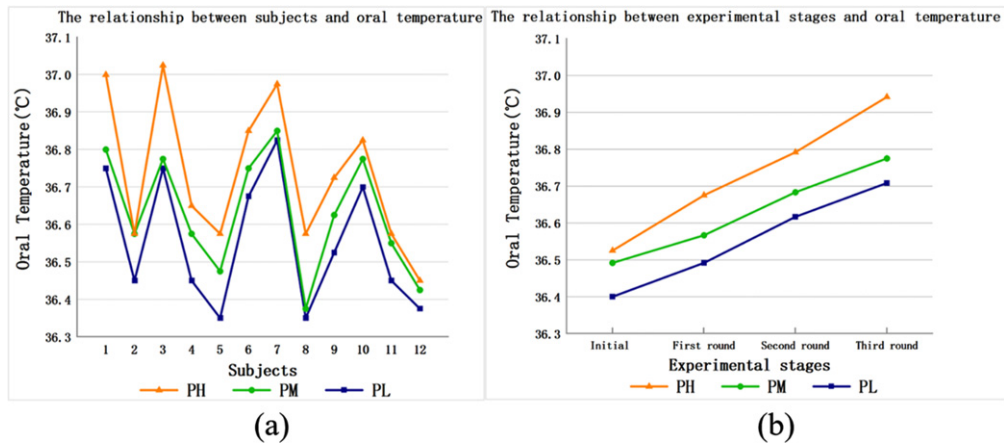 The relationship between subjects and oral temperature
37.1
37.0
36.9
36.8
36.7
36.6
36.5
36.4
36.3
Oral Temperature(℃)
1 2 3 4 5 6 7 8 9 10 11 12
Subjects
PH PM PL
(a)
The relationship between experimental stages and oral temperature
37.1
37.0
36.9
36.8
36.7
36.6
36.5
36.4
36.3
Oral Temperature(℃)
Initial First round Second round Third round
Experimental stages
PH PM PL
(b)